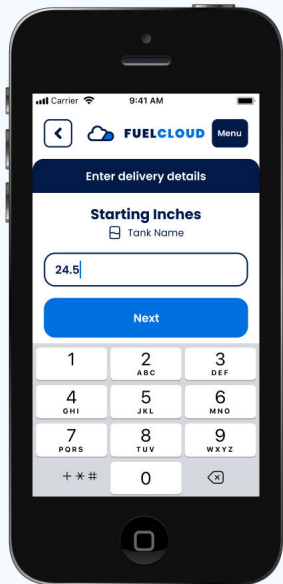 Carrier 9:41 AM
FUELCLOUD Menu
Enter delivery details
Starting Inches
Tank Name
24.5
Next
1 2 3
ABC DEF
4 5 6
GHI JKL MNO
7 8 9
PQRS TUV WXYZ
+*# 0